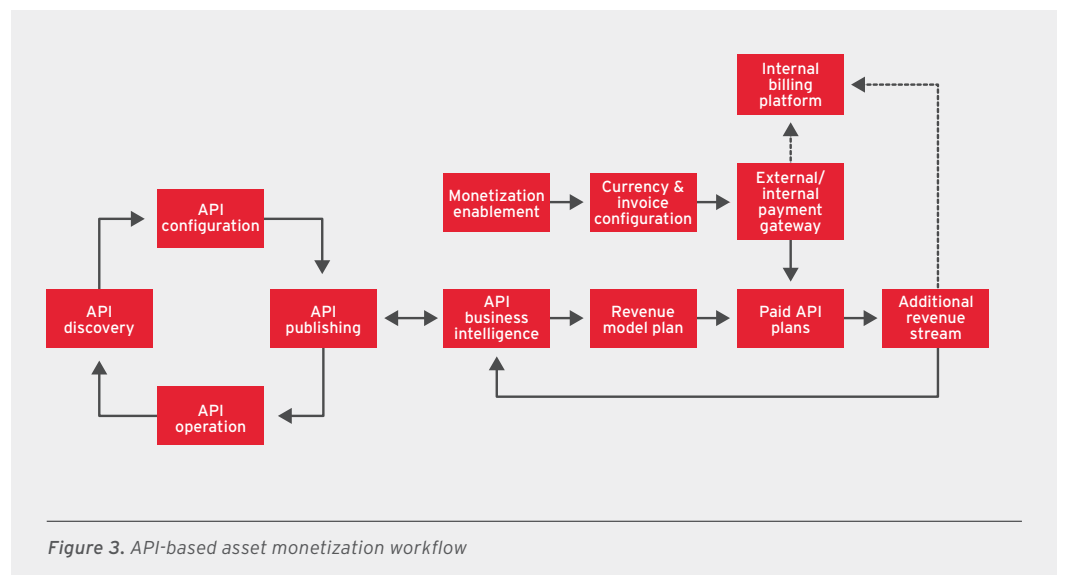 Internal
billing
platform
Monetization
enablement
Currency &
invoice
configuration
External/
internal
payment
gateway
API
configuration
API
discovery
API
publishing
API
business
intelligence
Revenue
model plan
Paid API
plans
Additional
revenue
stream
API
operation
Figure 3. API-based asset monetization workflow